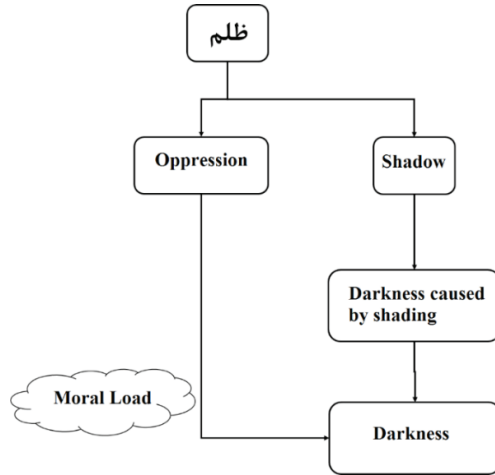 ظلم
Oppression
Shadow
Darkness caused
by shading
Moral Load
Darkness